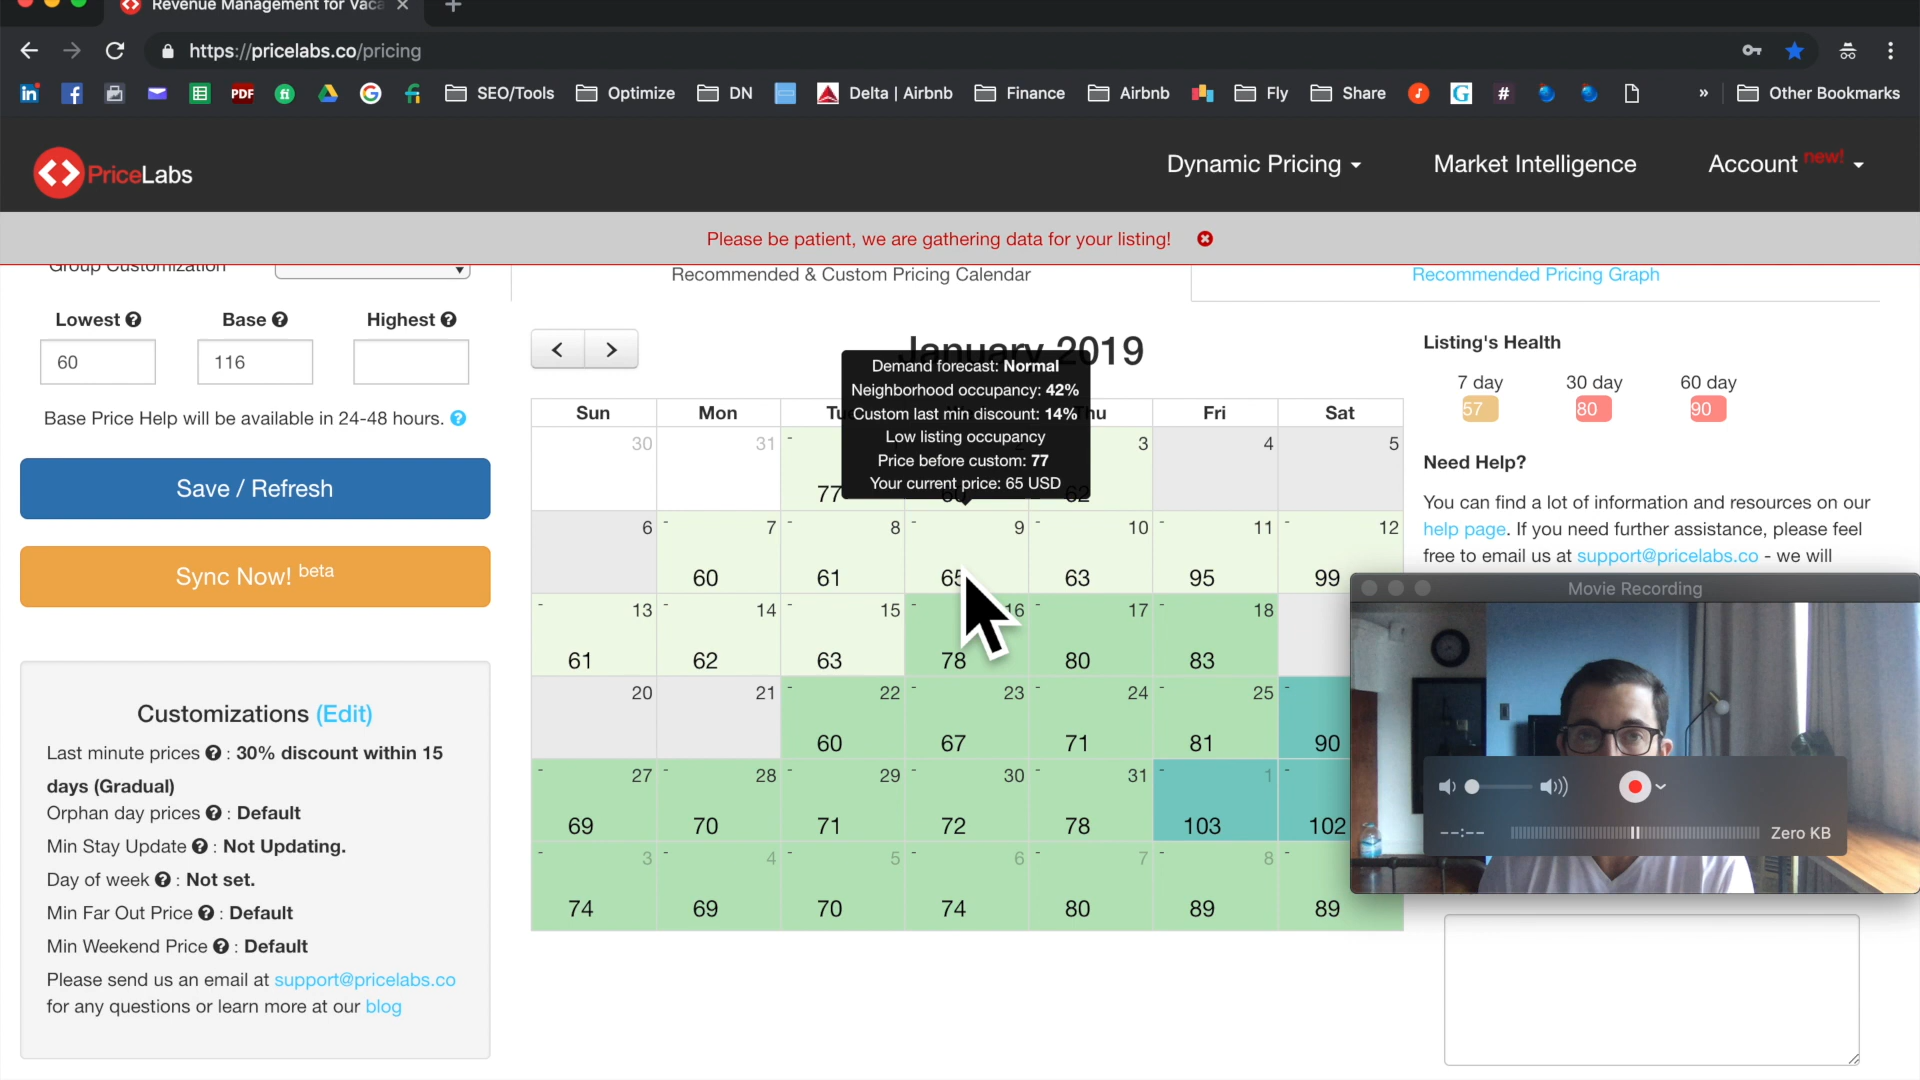 Revenue Management for Vaca
https://pricelabs.co/pricing
PDF
SEO/Tools
Optimize
DN
Delta | Airbnb
Finance
Airbnb
Fly
Share
Other Bookmarks
PriceLabs
Dynamic Pricing
Market Intelligence
Account new!
Please be patient, we are gathering data for your listing!
Group Customization
Recommended & Custom Pricing Calendar
Recommended Pricing Graph
Lowest
Base
Highest
60
116
Base Price Help will be available in 24-48 hours.
Save / Refresh
Sync Now! beta
Customizations (Edit)
Last minute prices : 30% discount within 15
days (Gradual)
Orphan day prices : Default
Min Stay Update : Not Updating.
Day of week : Not set.
Min Far Out Price : Default
Min Weekend Price : Default
Please send us an email at support@pricelabs.co
for any questions or learn more at our blog
January 2019
Demand forecast: Normal
Neighborhood occupancy: 42%
Custom last min discount: 14%
Low listing occupancy
Price before custom: 77
Your current price: 65 USD
Sun Mon Tu hu Fri Sat
30 31 - 3 4 5
77 60 62
6 - 7 - 8 - 9 - 10 - 11 - 12
60 61 65 63 95 99
- 13 - 14 - 15 - 16 - 17 - 18
61 62 63 78 80 83
20 21 - 22 - 23 - 24 - 25 -
60 67 71 81 90
- 27 - 28 - 29 - 30 - 31 - 1 -
69 70 71 72 78 103 102
- 3 - 4 - 5 - 6 - 7 - 8 -
74 69 70 74 80 89 89
Listing's Health
7 day 30 day 60 day
57 80 90
Need Help?
You can find a lot of information and resources on our
help page. If you need further assistance, please feel
free to email us at support@pricelabs.co - we will
Movie Recording
--:--
Zero KB